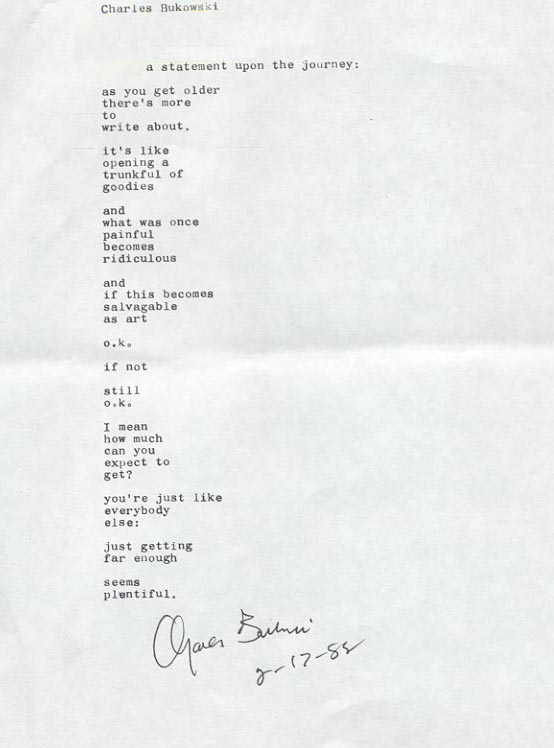 Charles Bukowski
a statement upon the journey:
as you get older
there's more
to
write about.
it's like
opening a
trunkful of
goodies
and
what was once
painful
becomes
ridiculous
and
if this becomes
salvagable
as art
o.k.
if not
still
o.k.
I mean
how much
can you
expect to
get?
you're just like
everybody
else:
just getting
far enough
seems
plentiful.
Charles Bukowski
2-17-88